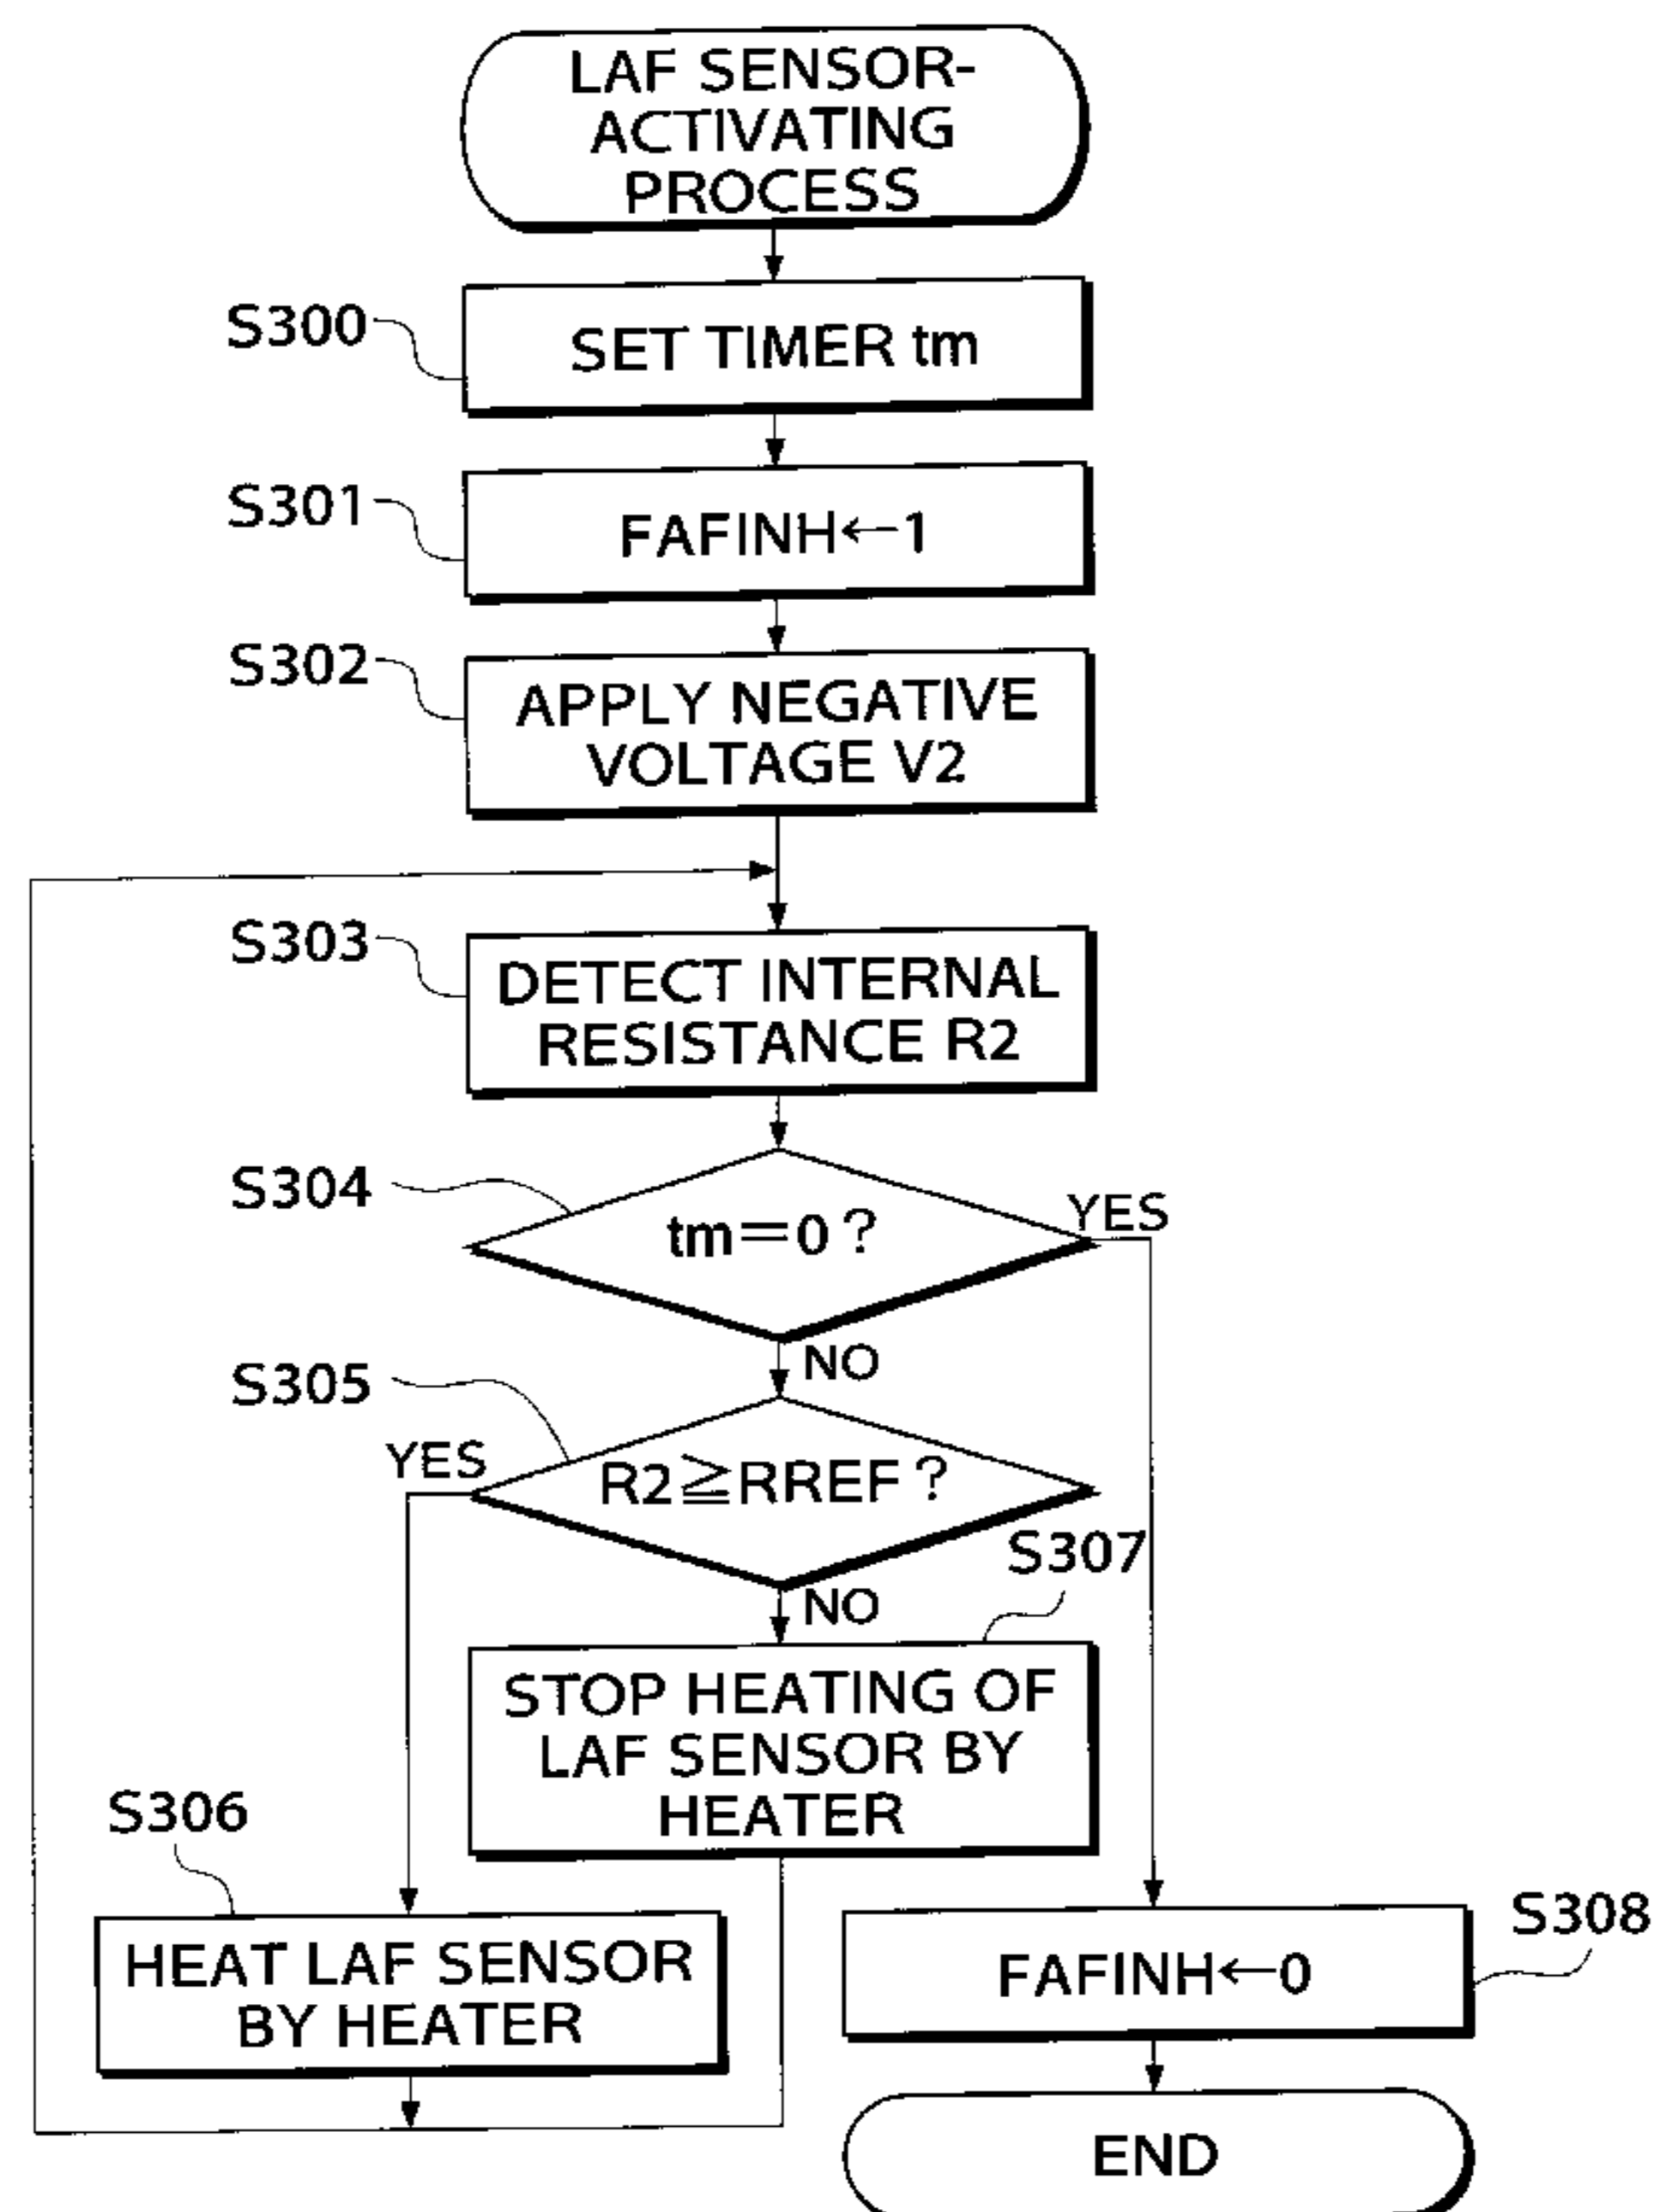 LAF SENSOR-
ACTIVATING
PROCESS
S300
SET TIMER tm
S301
FAFINH←1
S302
APPLY NEGATIVE
VOLTAGE V2
S303
DETECT INTERNAL
RESISTANCE R2
S304
tm=0?
YES
NO
S305
YES
R2≧RREF?
NO
S307
STOP HEATING OF
LAF SENSOR BY
HEATER
S306
HEAT LAF SENSOR
BY HEATER
S308
FAFINH←0
END